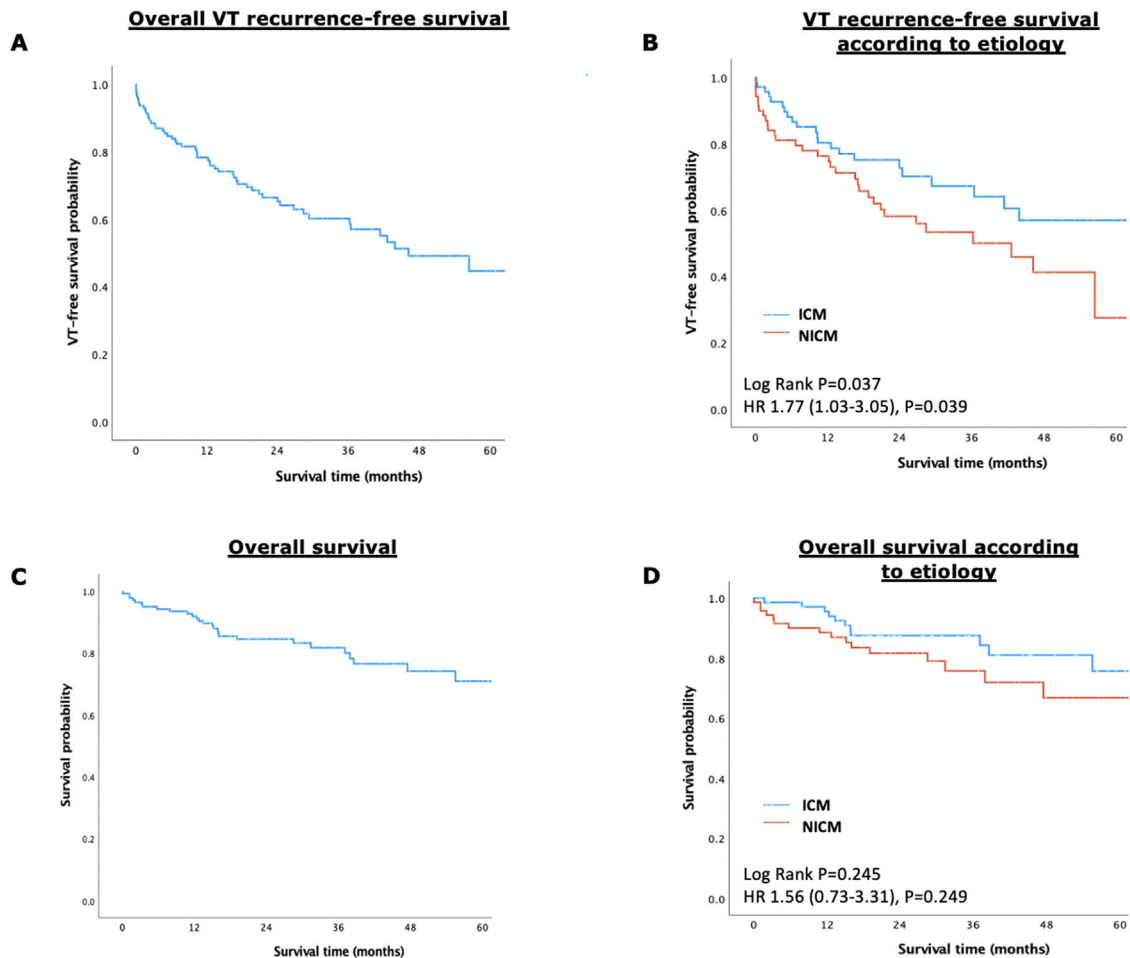 A
Overall VT recurrence-free survival
VT-free survival probability
1.0
0.8
0.6
0.4
0.2
0.0
0 12 24 36 48 60
Survival time (months)
B
VT recurrence-free survival
according to etiology
VT-free survival probability
1.0
0.8
0.6
0.4
0.2
0.0
ICM
NICM
Log Rank P=0.037
HR 1.77 (1.03-3.05), P=0.039
0 12 24 36 48 60
Survival time (months)
C
Overall survival
Survival probability
1.0
0.8
0.6
0.4
0.2
0.0
0 12 24 36 48 60
Survival time (months)
D
Overall survival according
to etiology
Survival probability
1.0
0.8
0.6
0.4
0.2
0.0
ICM
NICM
Log Rank P=0.245
HR 1.56 (0.73-3.31), P=0.249
0 12 24 36 48 60
Survival time (months)